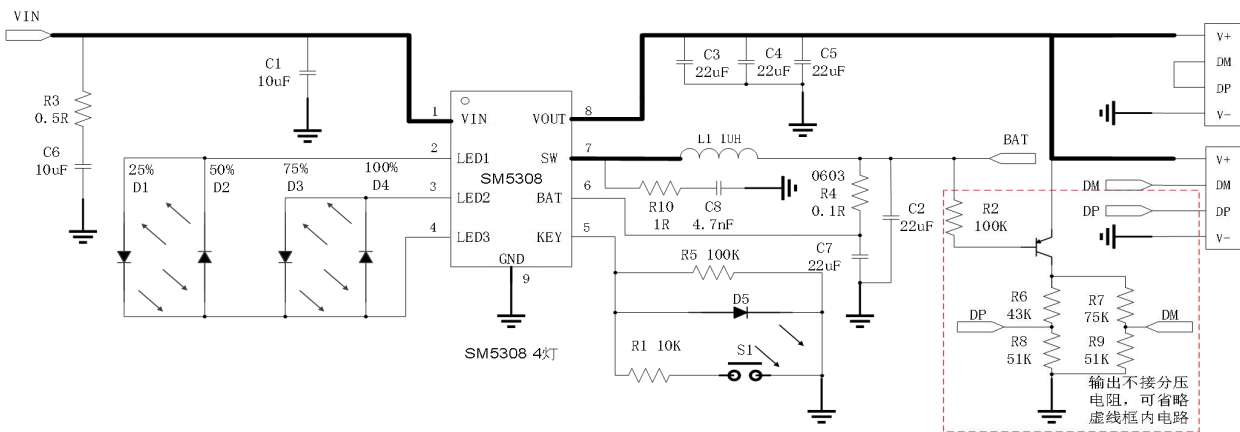 VIN
C1
10uF
R3
0.5R
C6
10uF
25%
D1
50%
D2
75%
D3
100%
D4
1
2
3
4
VIN
LED1
LED2
LED3
SM5308
GND
9
VOUT
SW
BAT
KEY
8
7
6
5
SM5308 4灯
C3
22uF
C4
22uF
C5
22uF
L1 1UH
R10
1R
C8
4.7nF
0603
R4
0.1R
C2
22uF
C7
22uF
BAT
R5 100K
D5
R1 10K
S1
R2
100K
R6
43K
R7
75K
DP
DM
R8
51K
R9
51K
输出不接分压
电阻，可省略
虚线框内电路
V+
DM
DP
V-
V+
DM
DP
V-
DM
DP